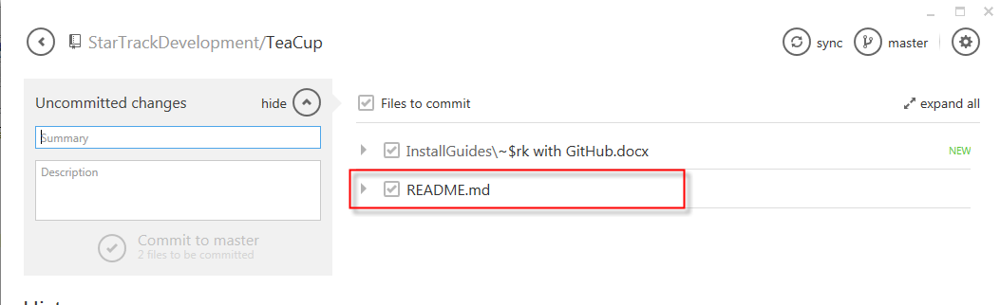 StarTrackDevelopment/TeaCup
sync
master
Uncommitted changes
hide
Files to commit
expand all
Summary
InstallGuides\~$rk with GitHub.docx
NEW
Description
README.md
Commit to master
2 files to be committed